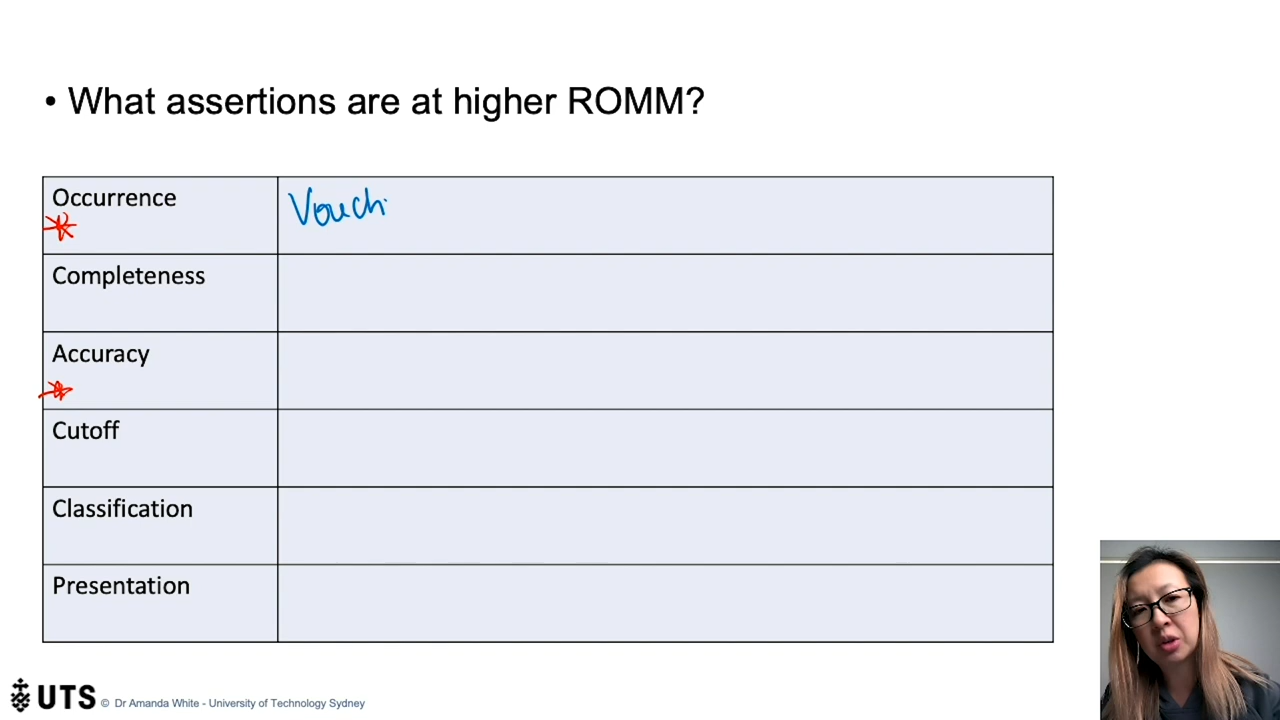 • What assertions are at higher ROMM?
Occurrence
Vouchi
Completeness
Accuracy
Cutoff
Classification
Presentation
UTS © Dr Amanda White - University of Technology Sydney